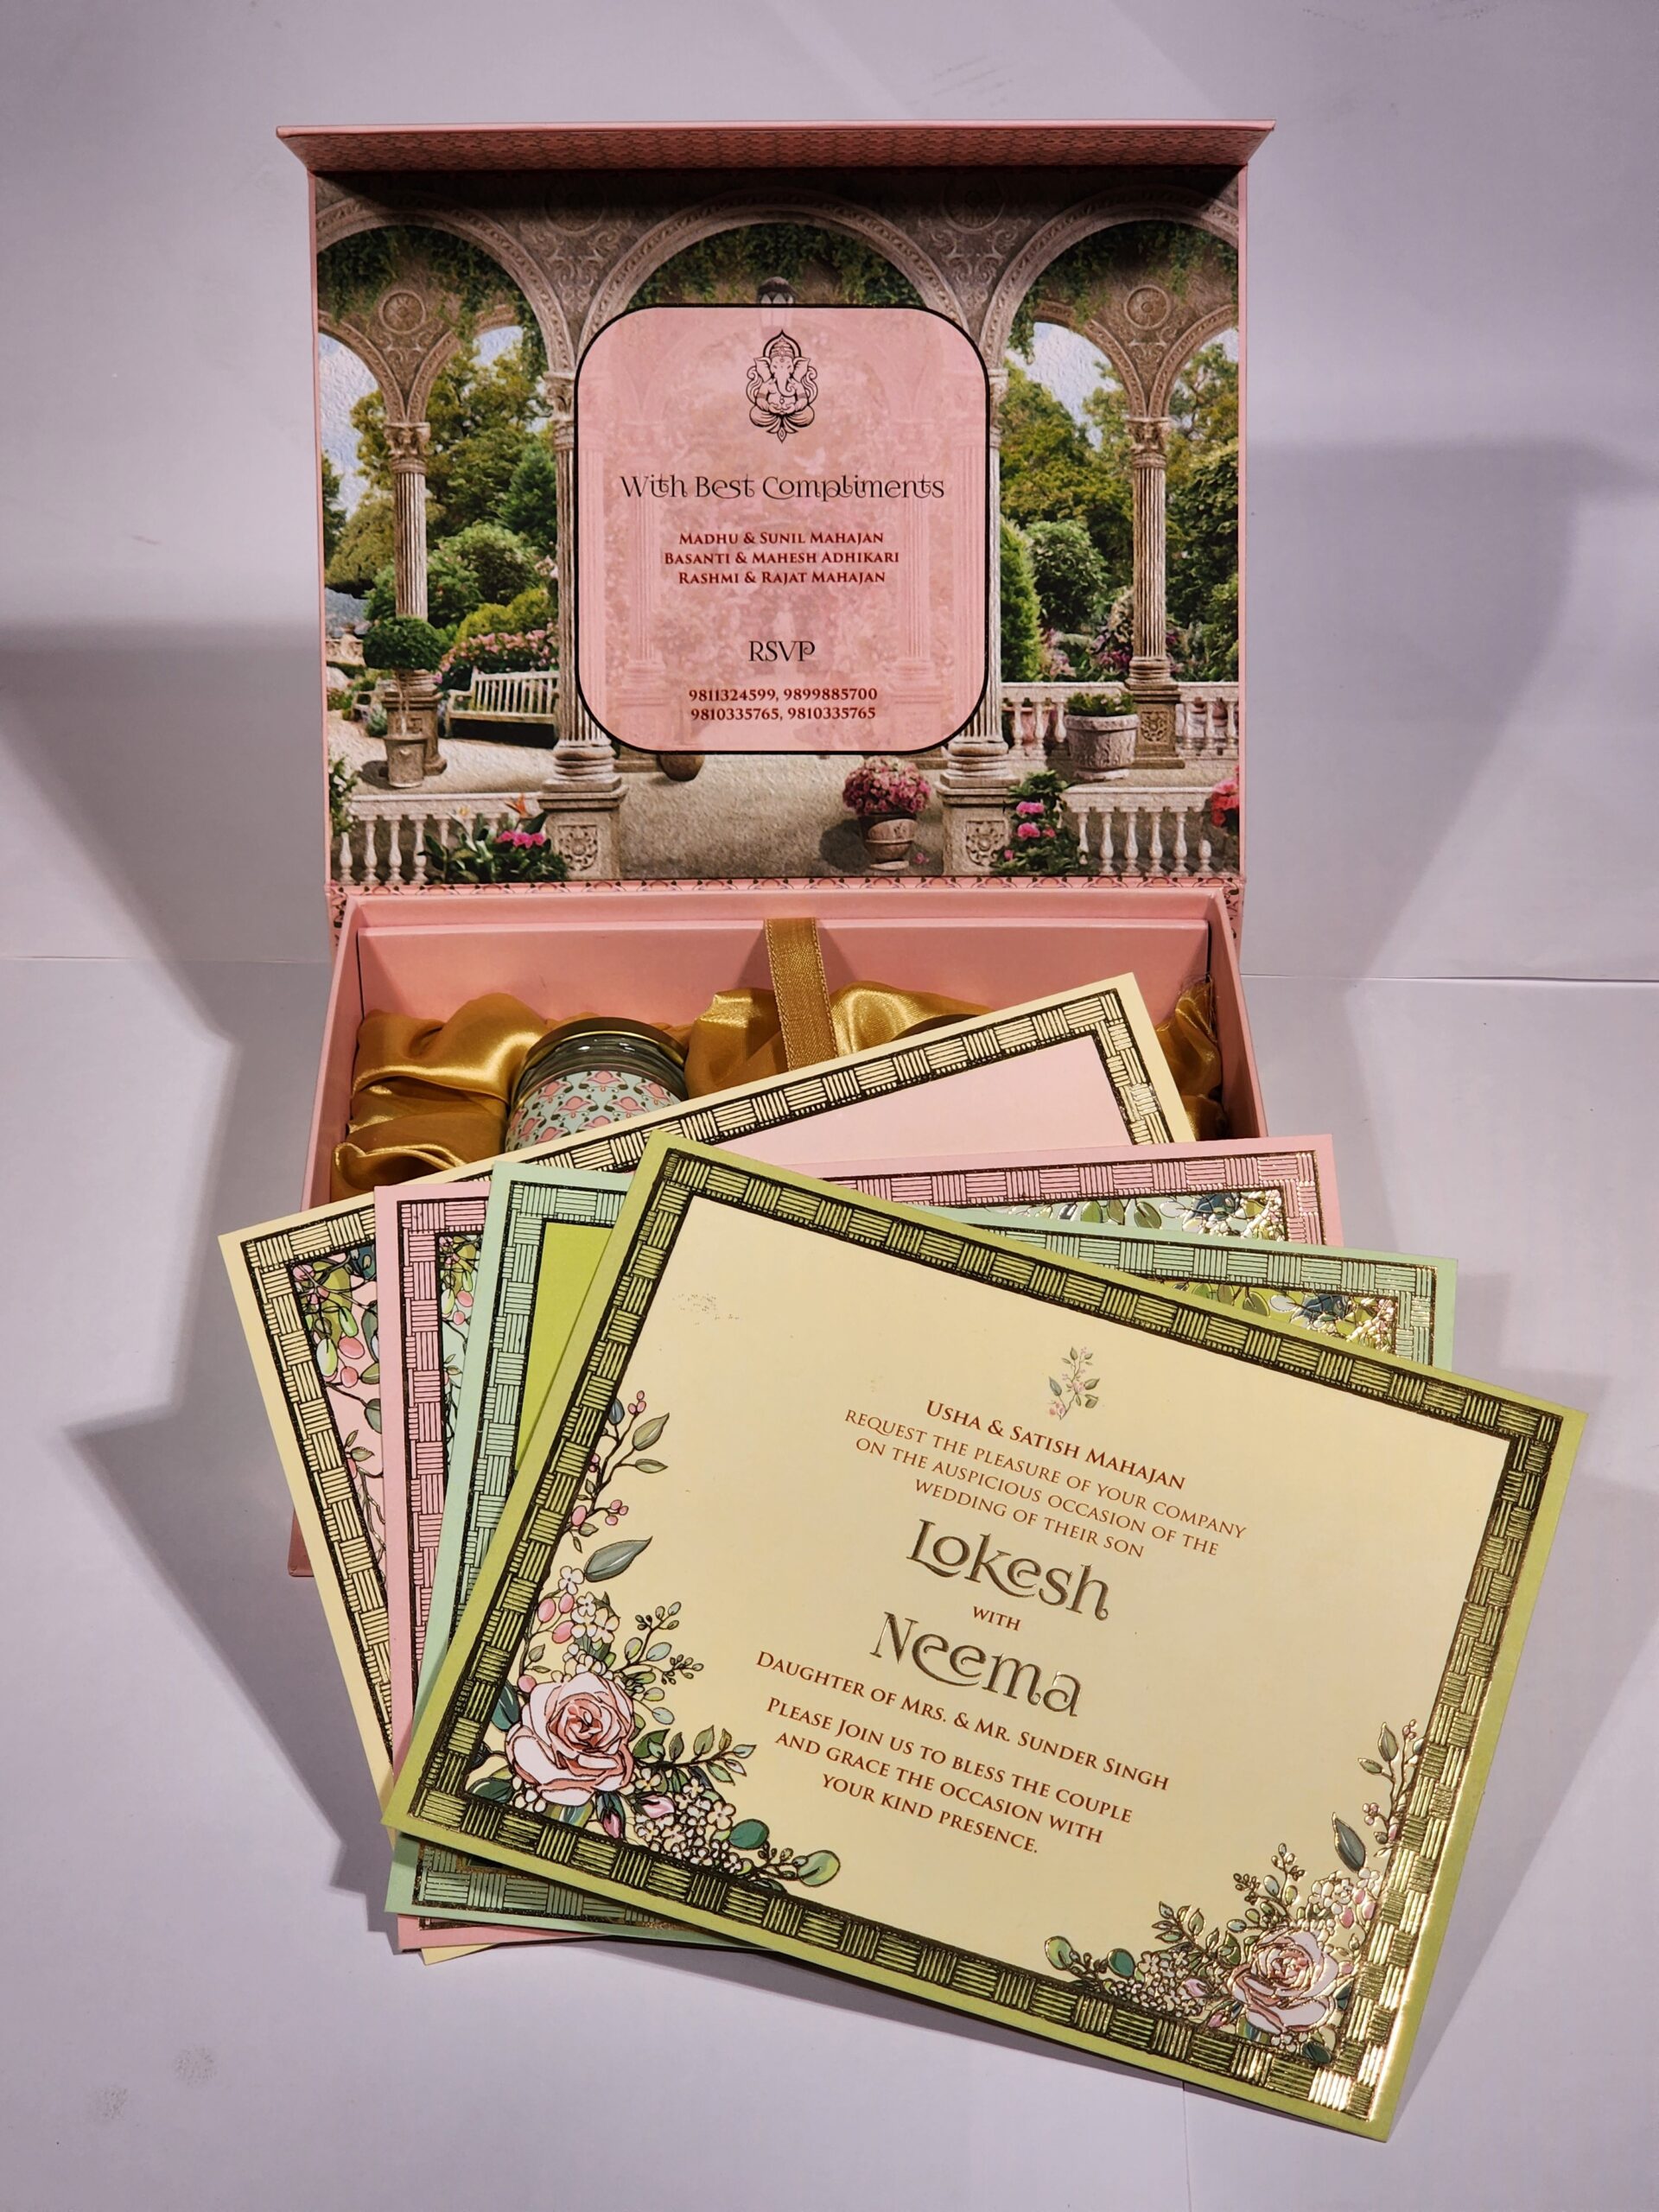 With Best Compliments
MADHU & SUNIL MAHAJAN
BASANTI & MAHESH ADHIKARI
RASHMI & RAJAT MAHAJAN
RSVP
9811324599, 9899885700
9810335765, 9810335765
USHA & SATISH MAHAJAN
REQUEST THE PLEASURE OF YOUR COMPANY
ON THE AUSPICIOUS OCCASION OF THE
WEDDING OF THEIR SON
Lokesh
WITH
Neema
DAUGHTER OF MRS. & MR. SUNDER SINGH
PLEASE JOIN US TO BLESS THE COUPLE
AND GRACE THE OCCASION WITH
YOUR KIND PRESENCE.